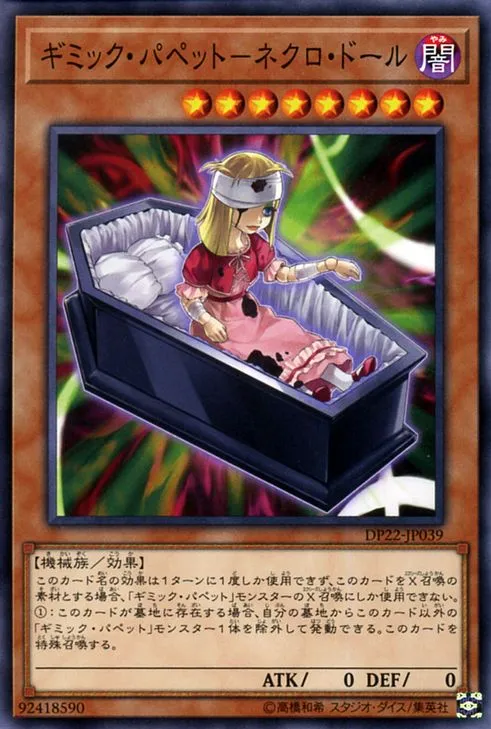 ギミック・パペットーネクロ・ドール
闇
DP22-JP039
【機械族／効果】
このカード名の効果は1ターンに1度しか使用できず、このカードをX召喚の
素材とする場合、「ギミック・パペット」モンスターのX召喚にしか使用できない。
①：このカードが墓地に存在する場合、自分の墓地からこのカード以外の
「ギミック・パペット」モンスター1体を除外して発動できる。このカードを
特殊召喚する。
ATK/ 0 DEF/ 0
92418590 ©高橋和希 スタジオ・ダイス/集英社